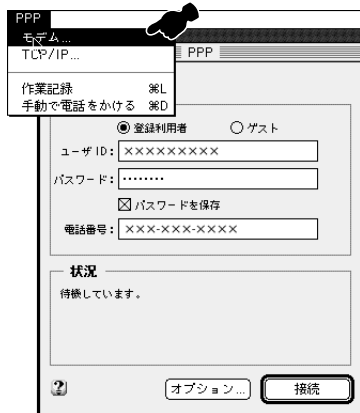 PPP
モデム...
TCP/IP...
PPP
作業記録 ⌘L
手動で電話をかける ⌘D
登録利用者 ゲスト
ユーザID: ×××××××××
パスワード: ••••••••
パスワードを保存
電話番号: ×××-×××-××××
状況
待機しています。
オプション... 接続